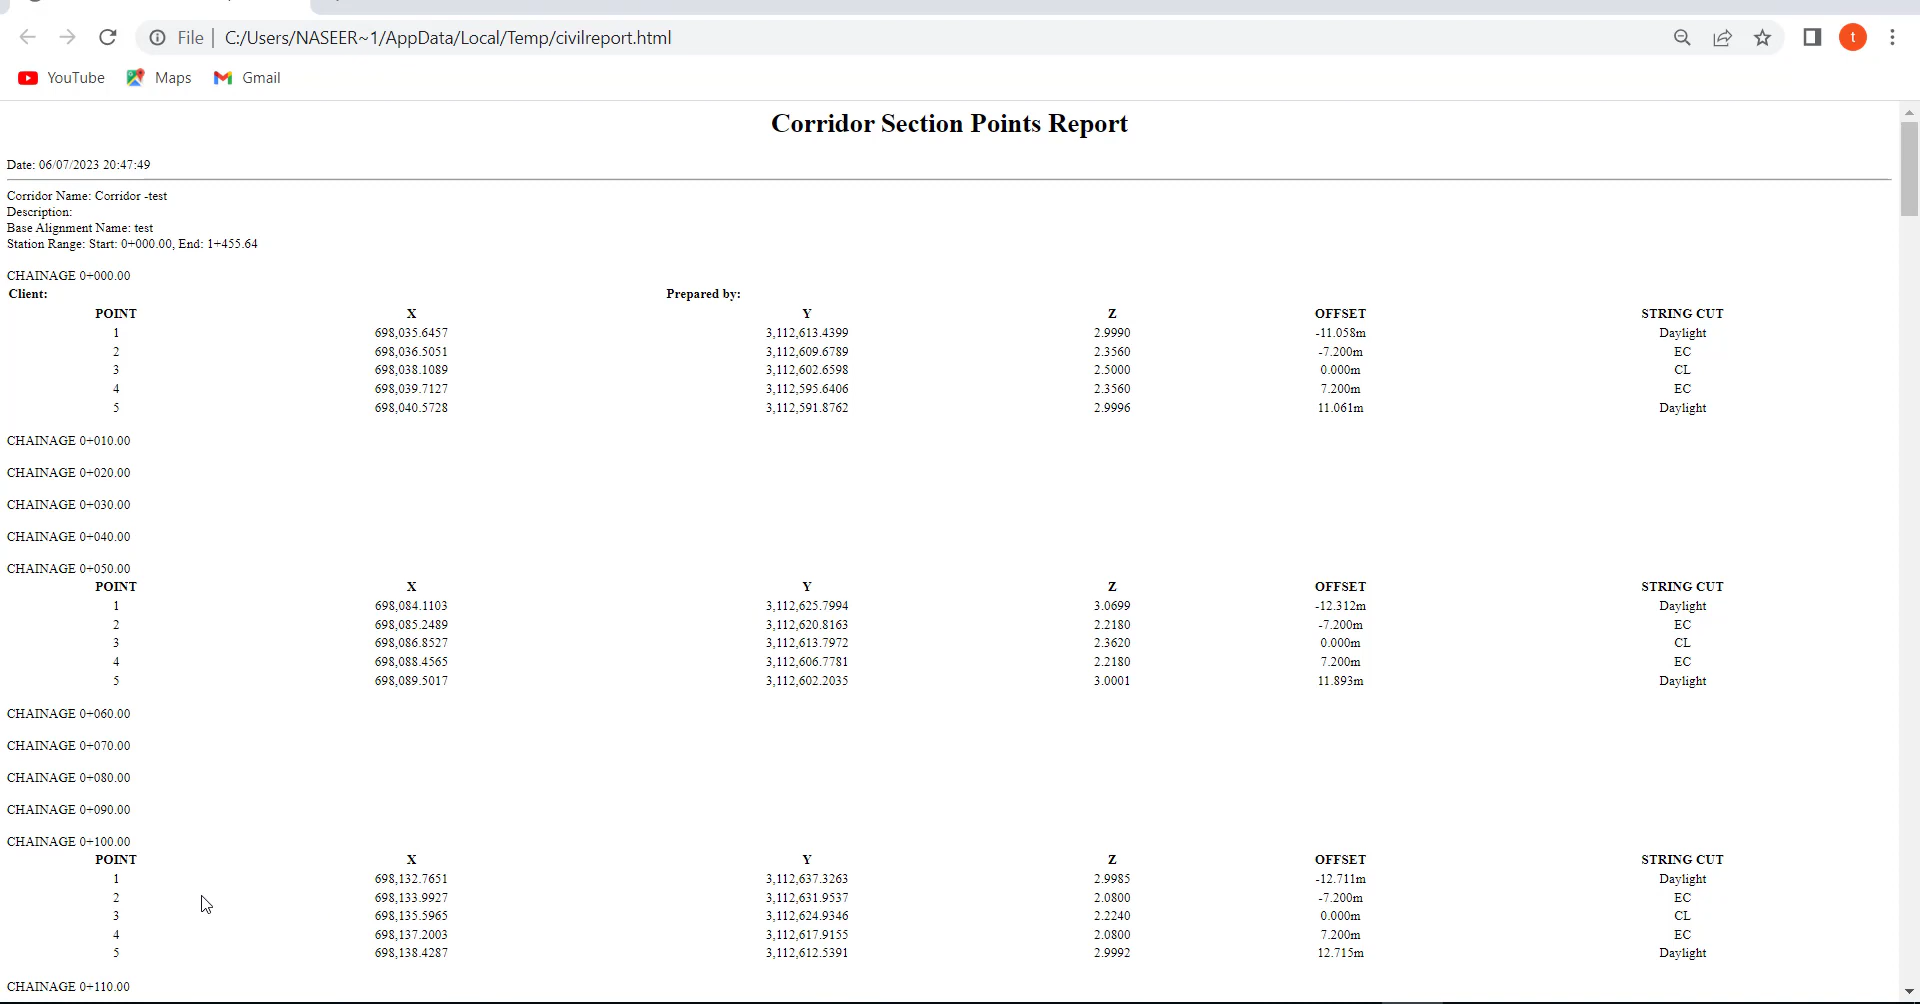 File | C:/Users/NASEER~1/AppData/Local/Temp/civilreport.html
t
YouTube Maps Gmail
Corridor Section Points Report
Date: 06/07/2023 20:47:49
Corridor Name: Corridor -test
Description:
Base Alignment Name: test
Station Range: Start: 0+000.00, End: 1+455.64
CHAINAGE 0+000.00
Client: Prepared by:
POINT X Y Z OFFSET STRING CUT
1 698,035.6457 3,112,613.4399 2.9990 -11.058m Daylight
2 698,036.5051 3,112,609.6789 2.3560 -7.200m EC
3 698,038.1089 3,112,602.6598 2.5000 0.000m CL
4 698,039.7127 3,112,595.6406 2.3560 7.200m EC
5 698,040.5728 3,112,591.8762 2.9996 11.061m Daylight
CHAINAGE 0+010.00
CHAINAGE 0+020.00
CHAINAGE 0+030.00
CHAINAGE 0+040.00
CHAINAGE 0+050.00
POINT X Y Z OFFSET STRING CUT
1 698,084.1103 3,112,625.7994 3.0699 -12.312m Daylight
2 698,085.2489 3,112,620.8163 2.2180 -7.200m EC
3 698,086.8527 3,112,613.7972 2.3620 0.000m CL
4 698,088.4565 3,112,606.7781 2.2180 7.200m EC
5 698,089.5017 3,112,602.2035 3.0001 11.893m Daylight
CHAINAGE 0+060.00
CHAINAGE 0+070.00
CHAINAGE 0+080.00
CHAINAGE 0+090.00
CHAINAGE 0+100.00
POINT X Y Z OFFSET STRING CUT
1 698,132.7651 3,112,637.3263 2.9985 -12.711m Daylight
2 698,133.9927 3,112,631.9537 2.0800 -7.200m EC
3 698,135.5965 3,112,624.9346 2.2240 0.000m CL
4 698,137.2003 3,112,617.9155 2.0800 7.200m EC
5 698,138.4287 3,112,612.5391 2.9992 12.715m Daylight
CHAINAGE 0+110.00